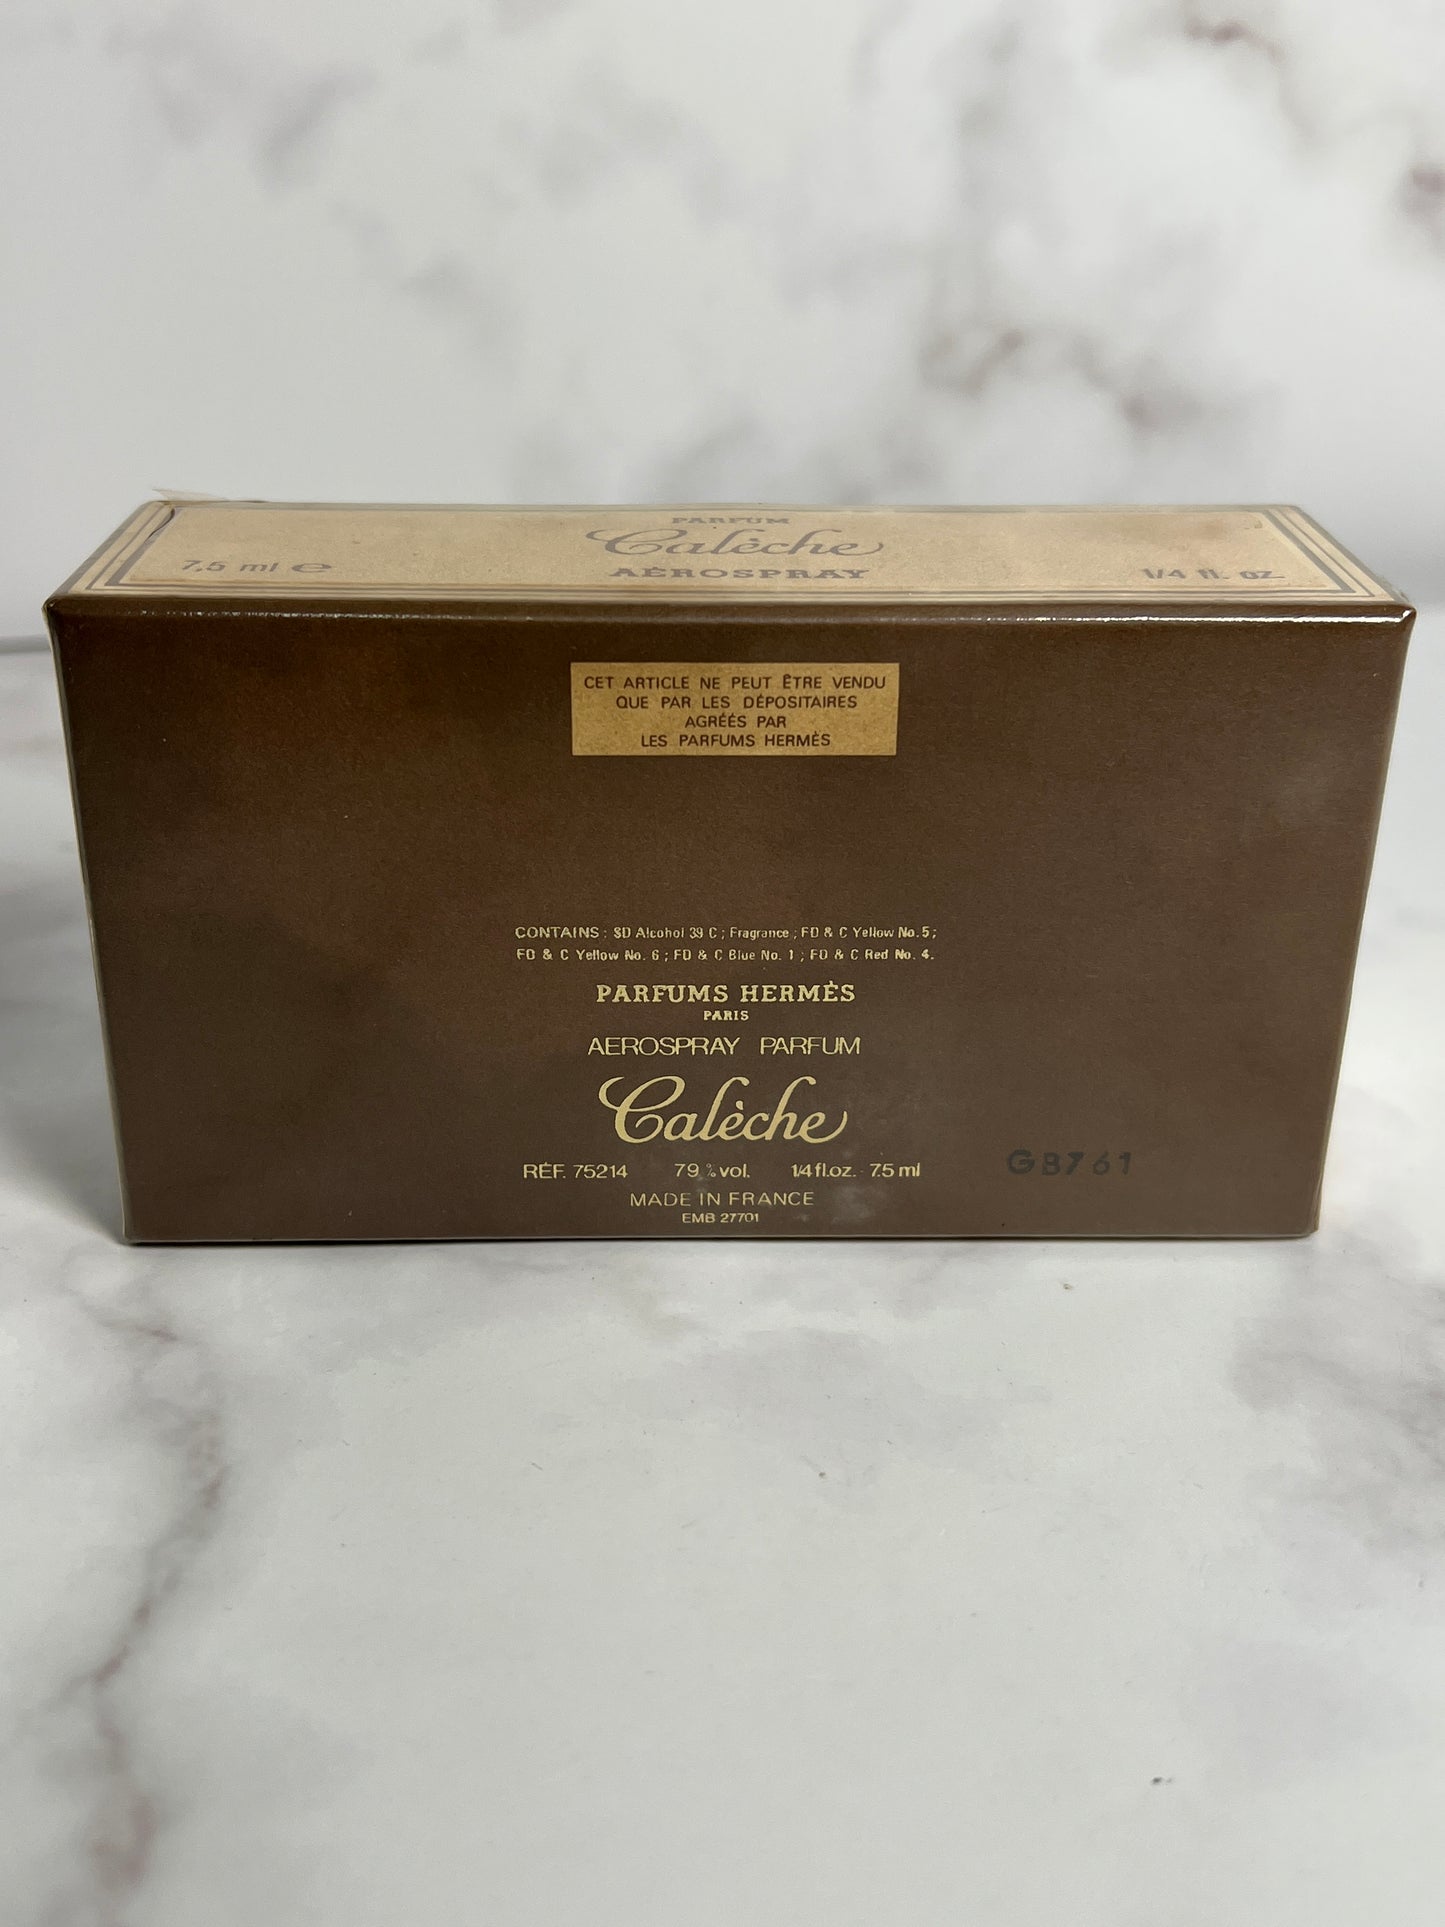 PARFUM
Calèche
7,5 ml e
AÉROSPRAY
1/4 fl. oz
CET ARTICLE NE PEUT ÊTRE VENDU
QUE PAR LES DÉPOSITAIRES
AGRÉÉS PAR
LES PARFUMS HERMÈS
CONTAINS : SD Alcohol 39 C ; Fragrance ; FD & C Yellow No. 5 ;
FD & C Yellow No. 6 ; FD & C Blue No. 1 ; FD & C Red No. 4.
PARFUMS HERMÈS
PARIS
AEROSPRAY PARFUM
Calèche
RÉF. 75214 79 % vol. 1/4 fl.oz. 7.5 ml
GB761
MADE IN FRANCE
EMB 27701